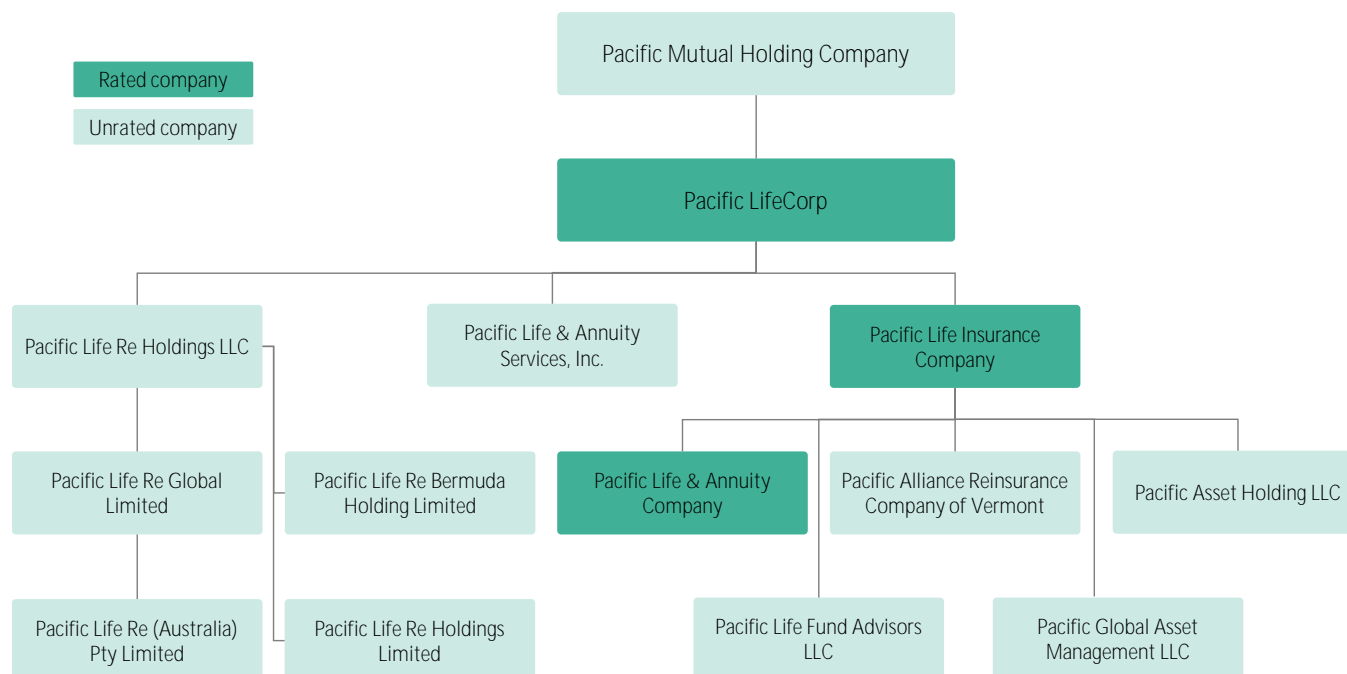 Pacific Mutual Holding Company
Rated company
Unrated company
Pacific LifeCorp
Pacific Life Re Holdings LLC
Pacific Life & Annuity
Services, Inc.
Pacific Life Insurance
Company
Pacific Life Re Global
Limited
Pacific Life Re Bermuda
Holding Limited
Pacific Life & Annuity
Company
Pacific Alliance Reinsurance
Company of Vermont
Pacific Asset Holding LLC
Pacific Life Re (Australia)
Pty Limited
Pacific Life Re Holdings
Limited
Pacific Life Fund Advisors
LLC
Pacific Global Asset
Management LLC